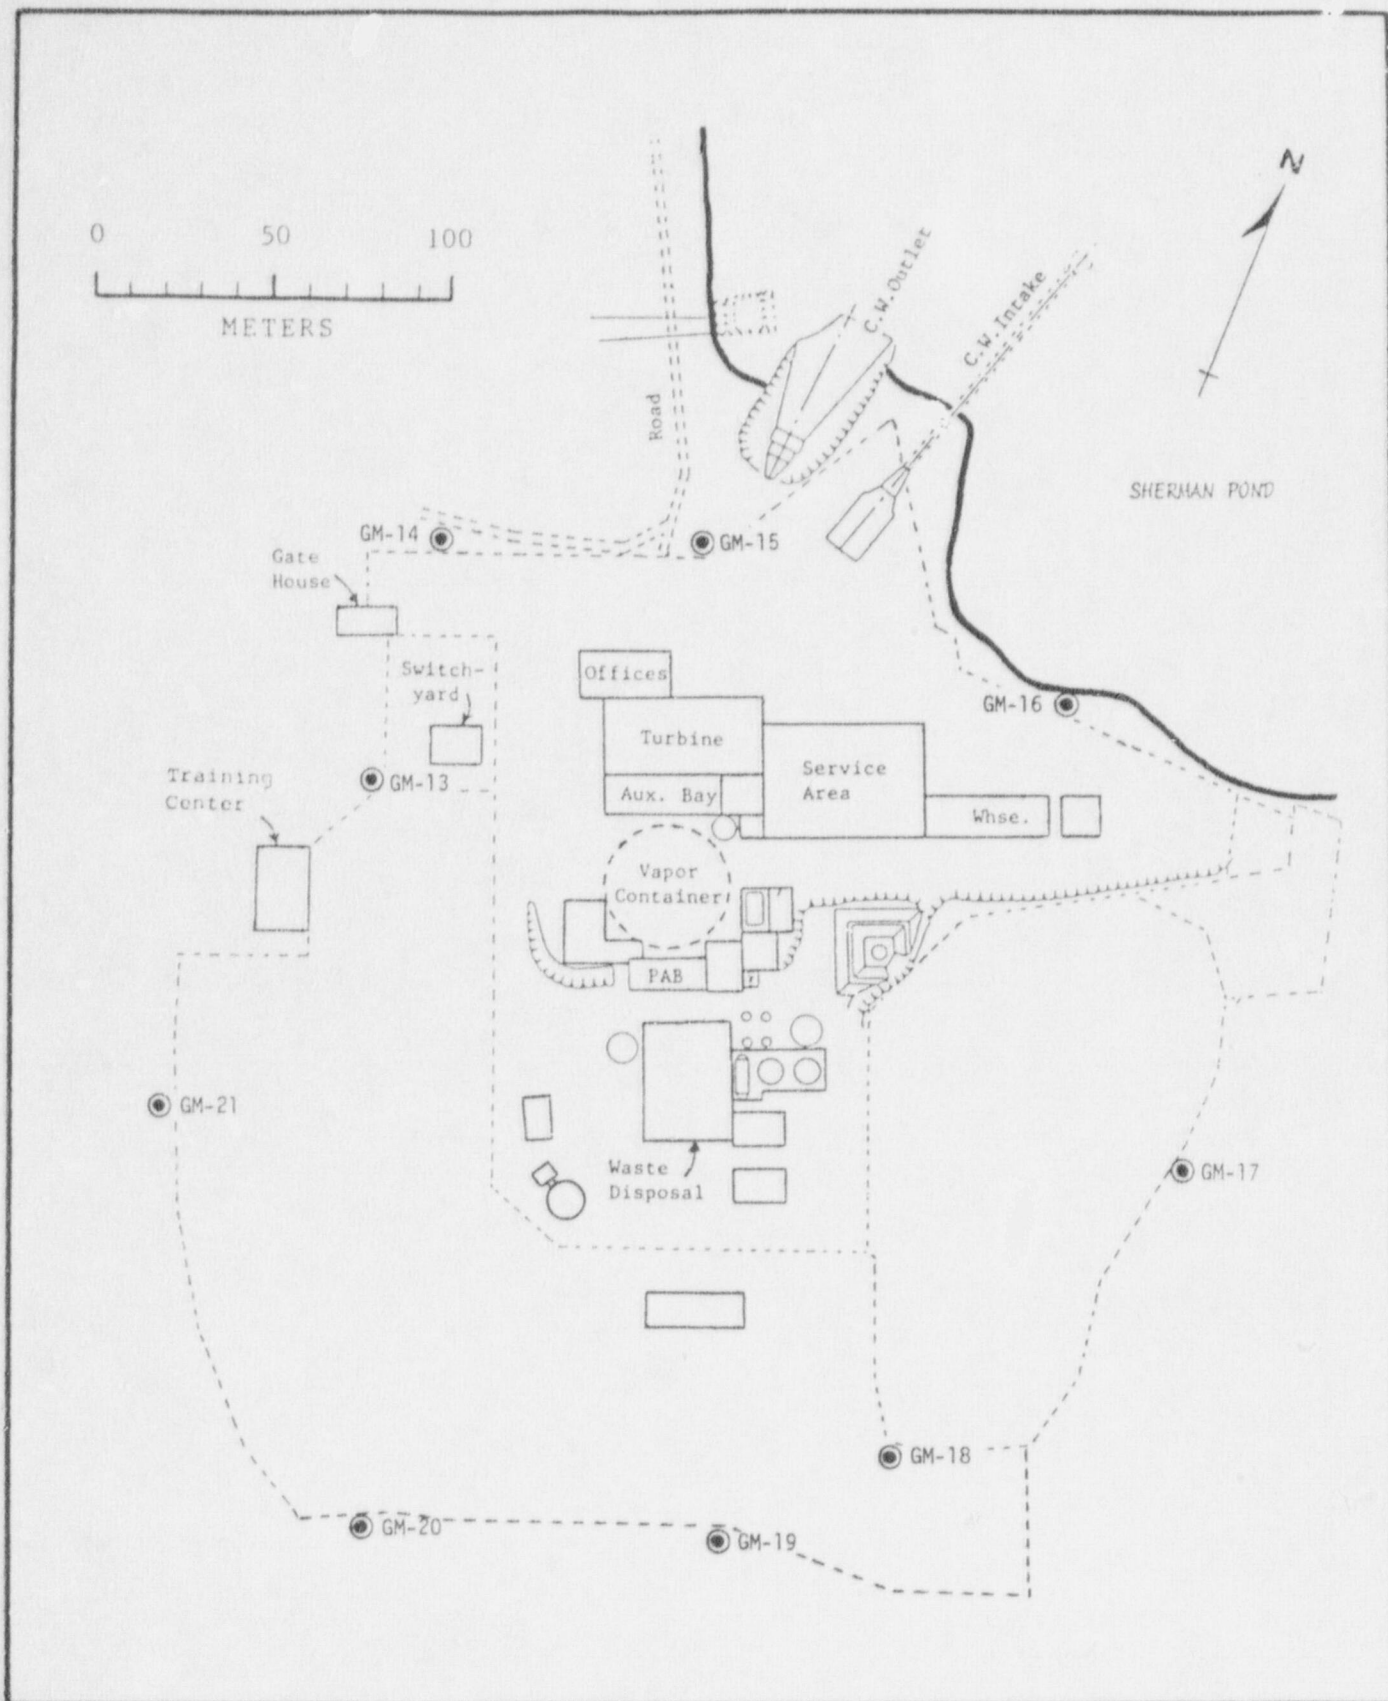 N
0 50 100
METERS
C.W.Outlet
C.W.Intake
Road
SHERMAN POND
GM-14
GM-15
Gate
House
Switch-
yard
Offices
GM-16
Turbine
Training
Center
GM-13
Service
Area
Aux. Bay
Whse.
Vapor
Container
PAB
GM-21
Waste
Disposal
GM-17
GM-18
GM-20
GM-19